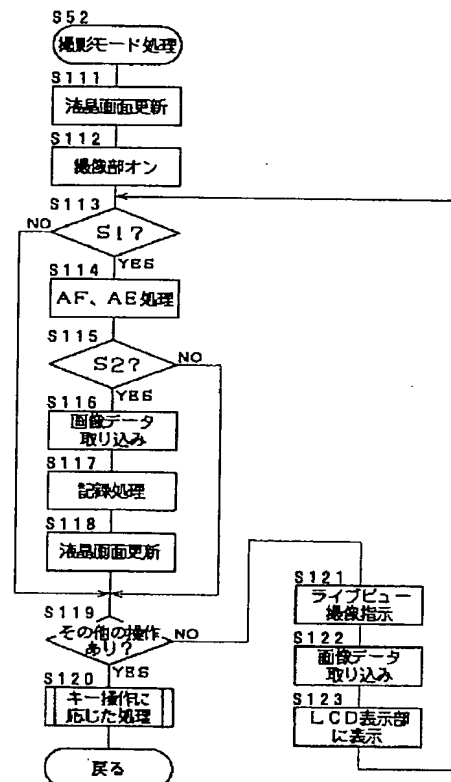 S52
撮影モード処理
S111
液晶画面更新
S112
撮像部オン
S113
NO
S1?
YES
S114
AF、AE処理
S115
S2?
NO
YES
S116
画像データ
取り込み
S117
記録処理
S118
液晶画面更新
S119
その他の操作
あり?
NO
YES
S120
キー操作に
応じた処理
戻る
S121
ライブビュー
撮像指示
S122
画像データ
取り込み
S123
LCD表示部
に表示